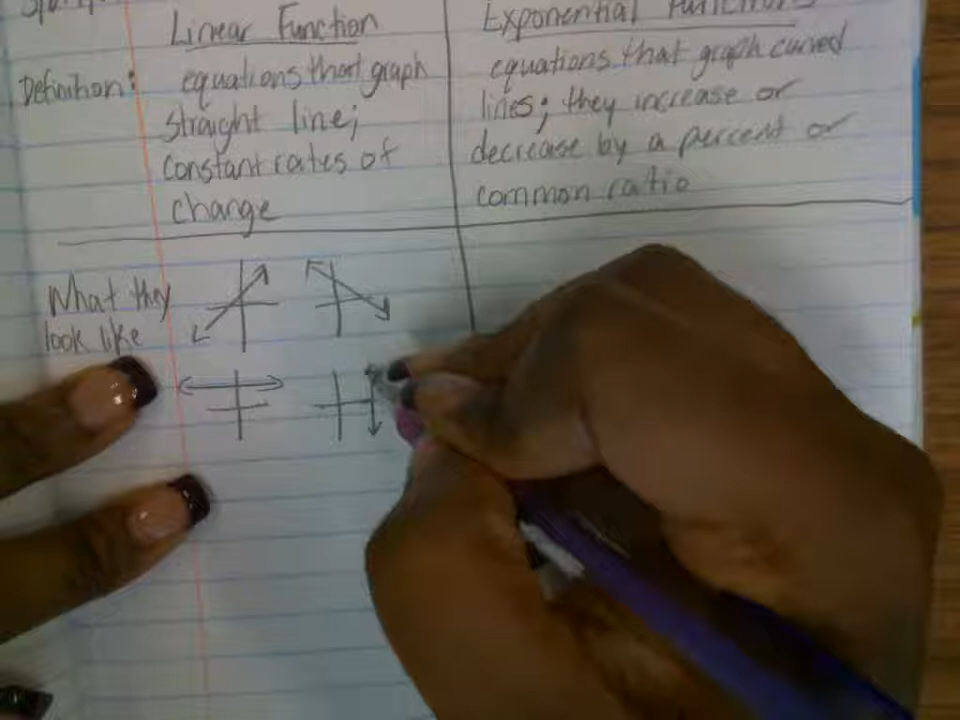 Linear Function
Exponential Functions
Definition:
equations that graph
straight line;
constant rates of
change
equations that graph curved
lines; they increase or
decrease by a percent or
common ratio
What they
look like